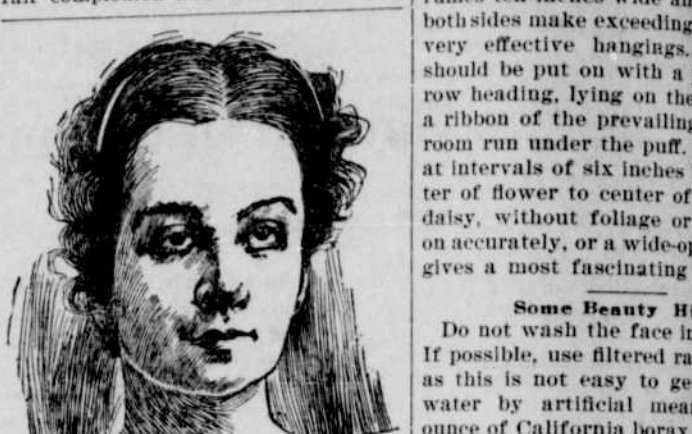 both sides make exceeding
very effective hangings.
should be put on with a
row heading, lying on the
a ribbon of the prevailing
room run under the puff.
at intervals of six inches
ter of flower to center of
daisy, without foliage or
on accurately, or a wide-op
gives a most fascinating
Some Beauty H
Do not wash the face in
If possible, use filtered ra
as this is not easy to ge
water by artificial mea
ounce of California borax